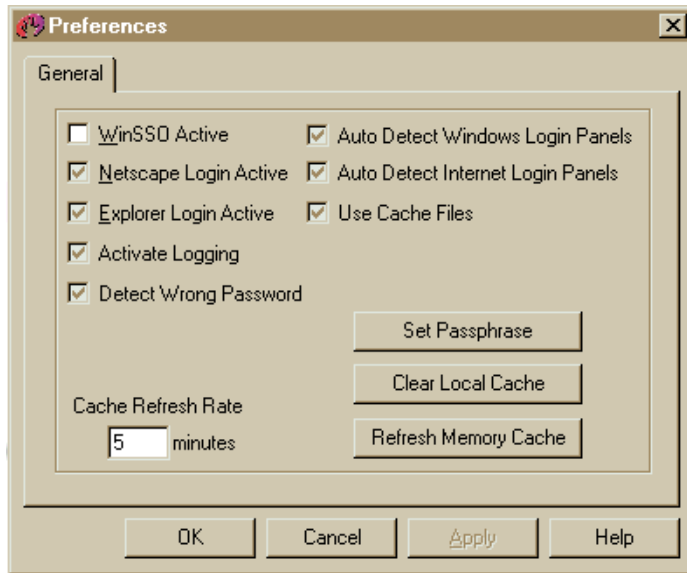 Preferences
General
WinSSO Active
Auto Detect Windows Login Panels
Netscape Login Active
Auto Detect Internet Login Panels
Explorer Login Active
Use Cache Files
Activate Logging
Detect Wrong Password
Set Passphrase
Clear Local Cache
Cache Refresh Rate
5 minutes
Refresh Memory Cache
OK
Cancel
Apply
Help